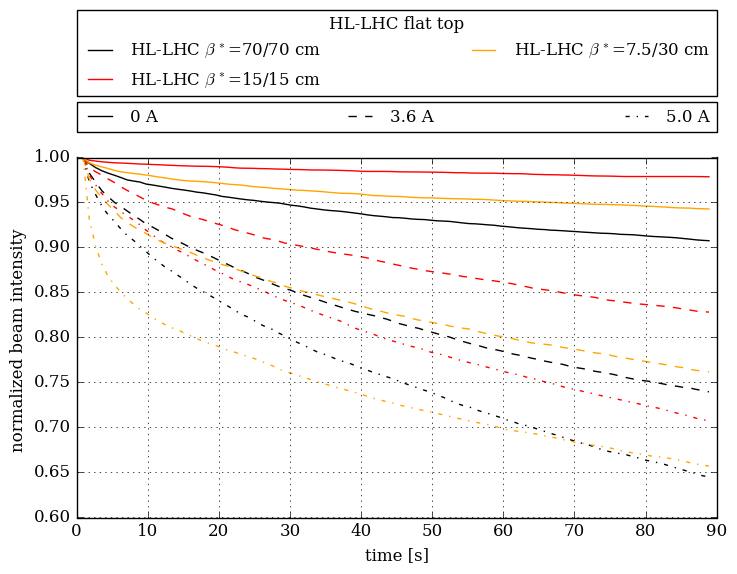 HL-LHC flat top
HL-LHC β*=70/70 cm
HL-LHC β*=7.5/30 cm
HL-LHC β*=15/15 cm
0 A
3.6 A
5.0 A
1.00
0.95
0.90
0.85
0.80
0.75
0.70
0.65
0.60
normalized beam intensity
0 10 20 30 40 50 60 70 80 90
time [s]